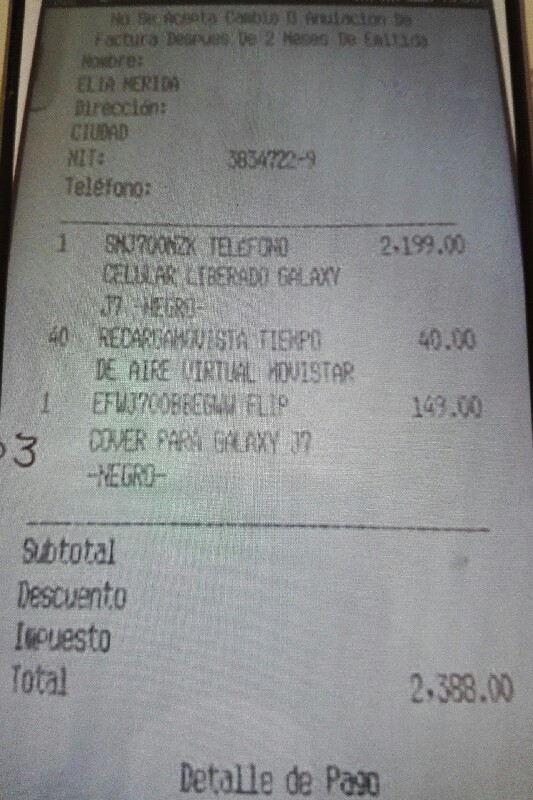 No Se Acepta Cambio O Anulacion De
Factura Despues De 2 Meses De Emitida
Nombre:
ELIA MERIDA
Dirección:
CIUDAD
NIT: 3834722-9
Teléfono:
1 SMJ700MZK TELEFONO 2,199.00
CELULAR LIBERADO GALAXY
J7 -NEGRO-
40 RECARGAMOVISTA TIEMPO 40.00
DE AIRE VIRTUAL MOVISTAR
1 EFWJ700BBEGWW FLIP 149.00
COVER PARA GALAXY J7
-NEGRO-
3
Subtotal
Descuento
Impuesto
Total 2,388.00
Detalle de Pago